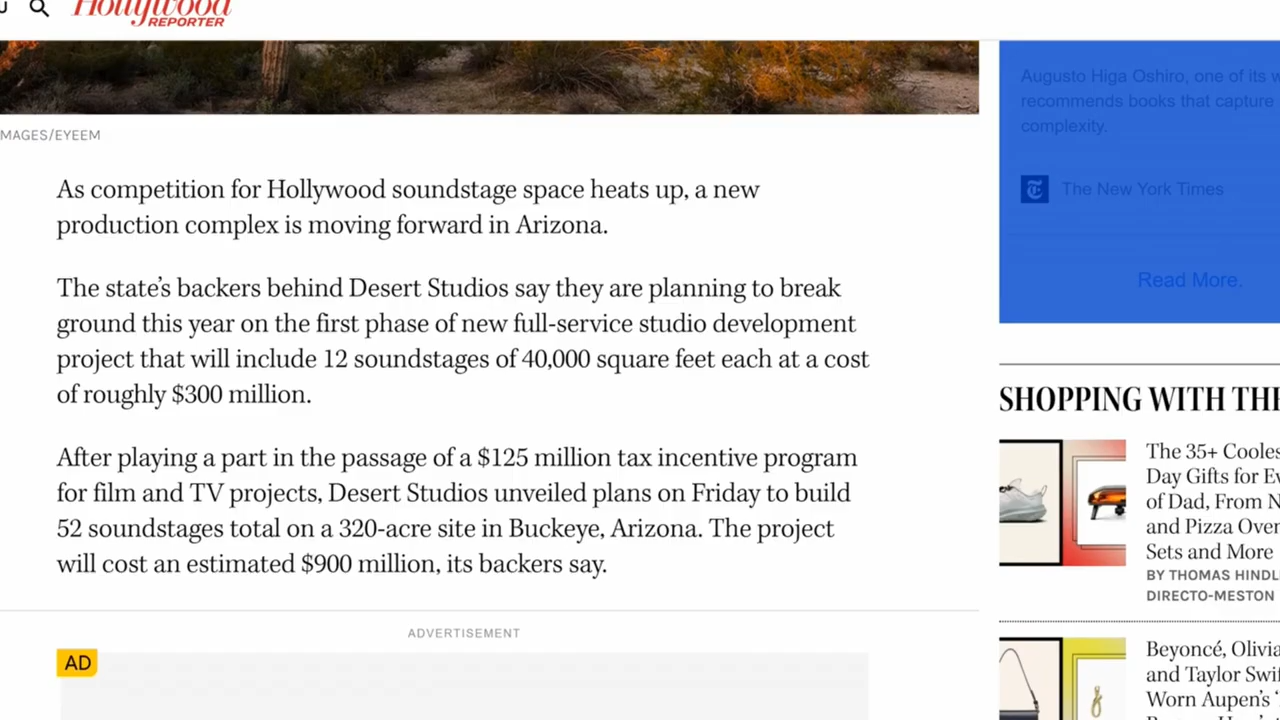 Hollywood
REPORTER
MAGES/EYEEM
As competition for Hollywood soundstage space heats up, a new
production complex is moving forward in Arizona.
The state’s backers behind Desert Studios say they are planning to break
ground this year on the first phase of new full-service studio development
project that will include 12 soundstages of 40,000 square feet each at a cost
of roughly $300 million.
After playing a part in the passage of a $125 million tax incentive program
for film and TV projects, Desert Studios unveiled plans on Friday to build
52 soundstages total on a 320-acre site in Buckeye, Arizona. The project
will cost an estimated $900 million, its backers say.
ADVERTISEMENT
AD
Augusto Higa Oshiro, one of its w
recommends books that capture
complexity.
The New York Times
Read More.
SHOPPING WITH THE
The 35+ Cooles
Day Gifts for Ev
of Dad, From N
and Pizza Over
Sets and More
BY THOMAS HINDL
DIRECTO-MESTON
Beyoncé, Olivia
and Taylor Swif
Worn Aupen’s ‘